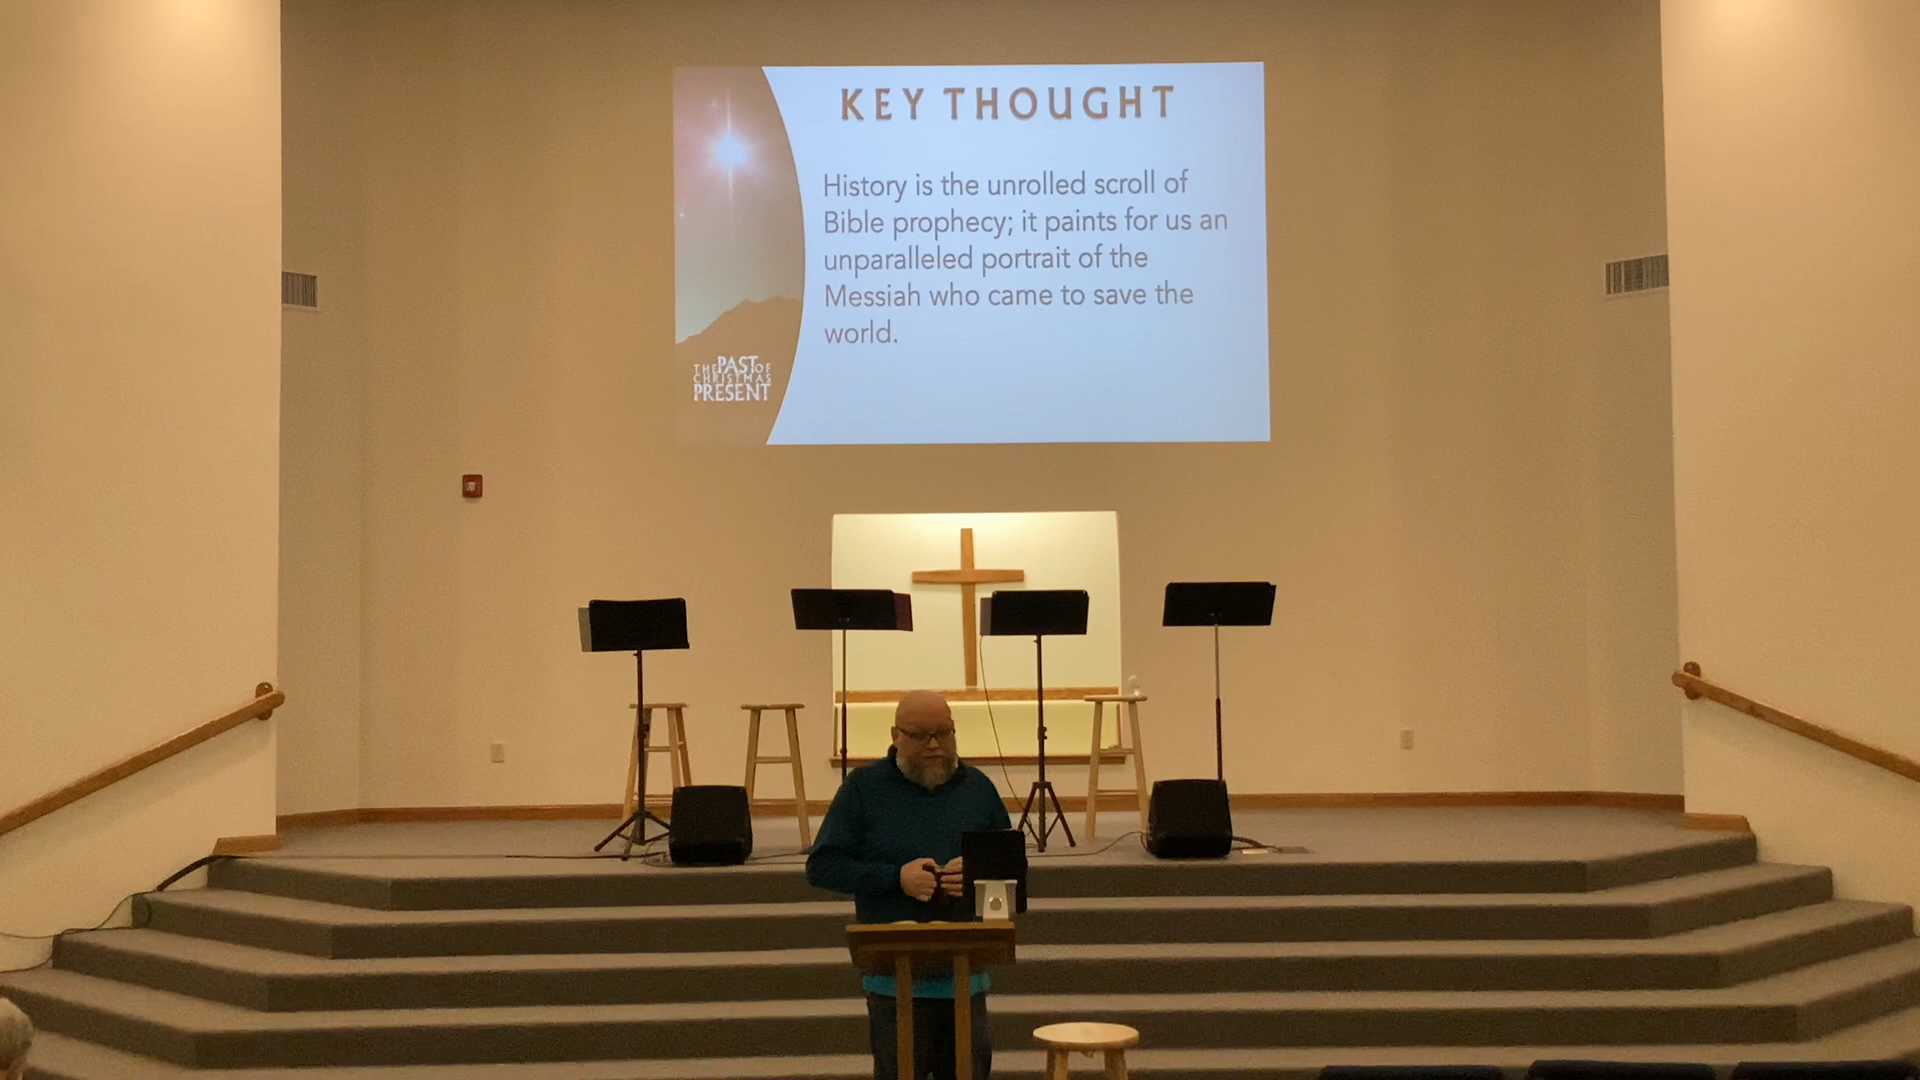 KEY THOUGHT
History is the unrolled scroll of
Bible prophecy; it paints for us an
unparalleled portrait of the
Messiah who came to save the
world.
THE PAST OF
CHRISTMAS
PRESENT